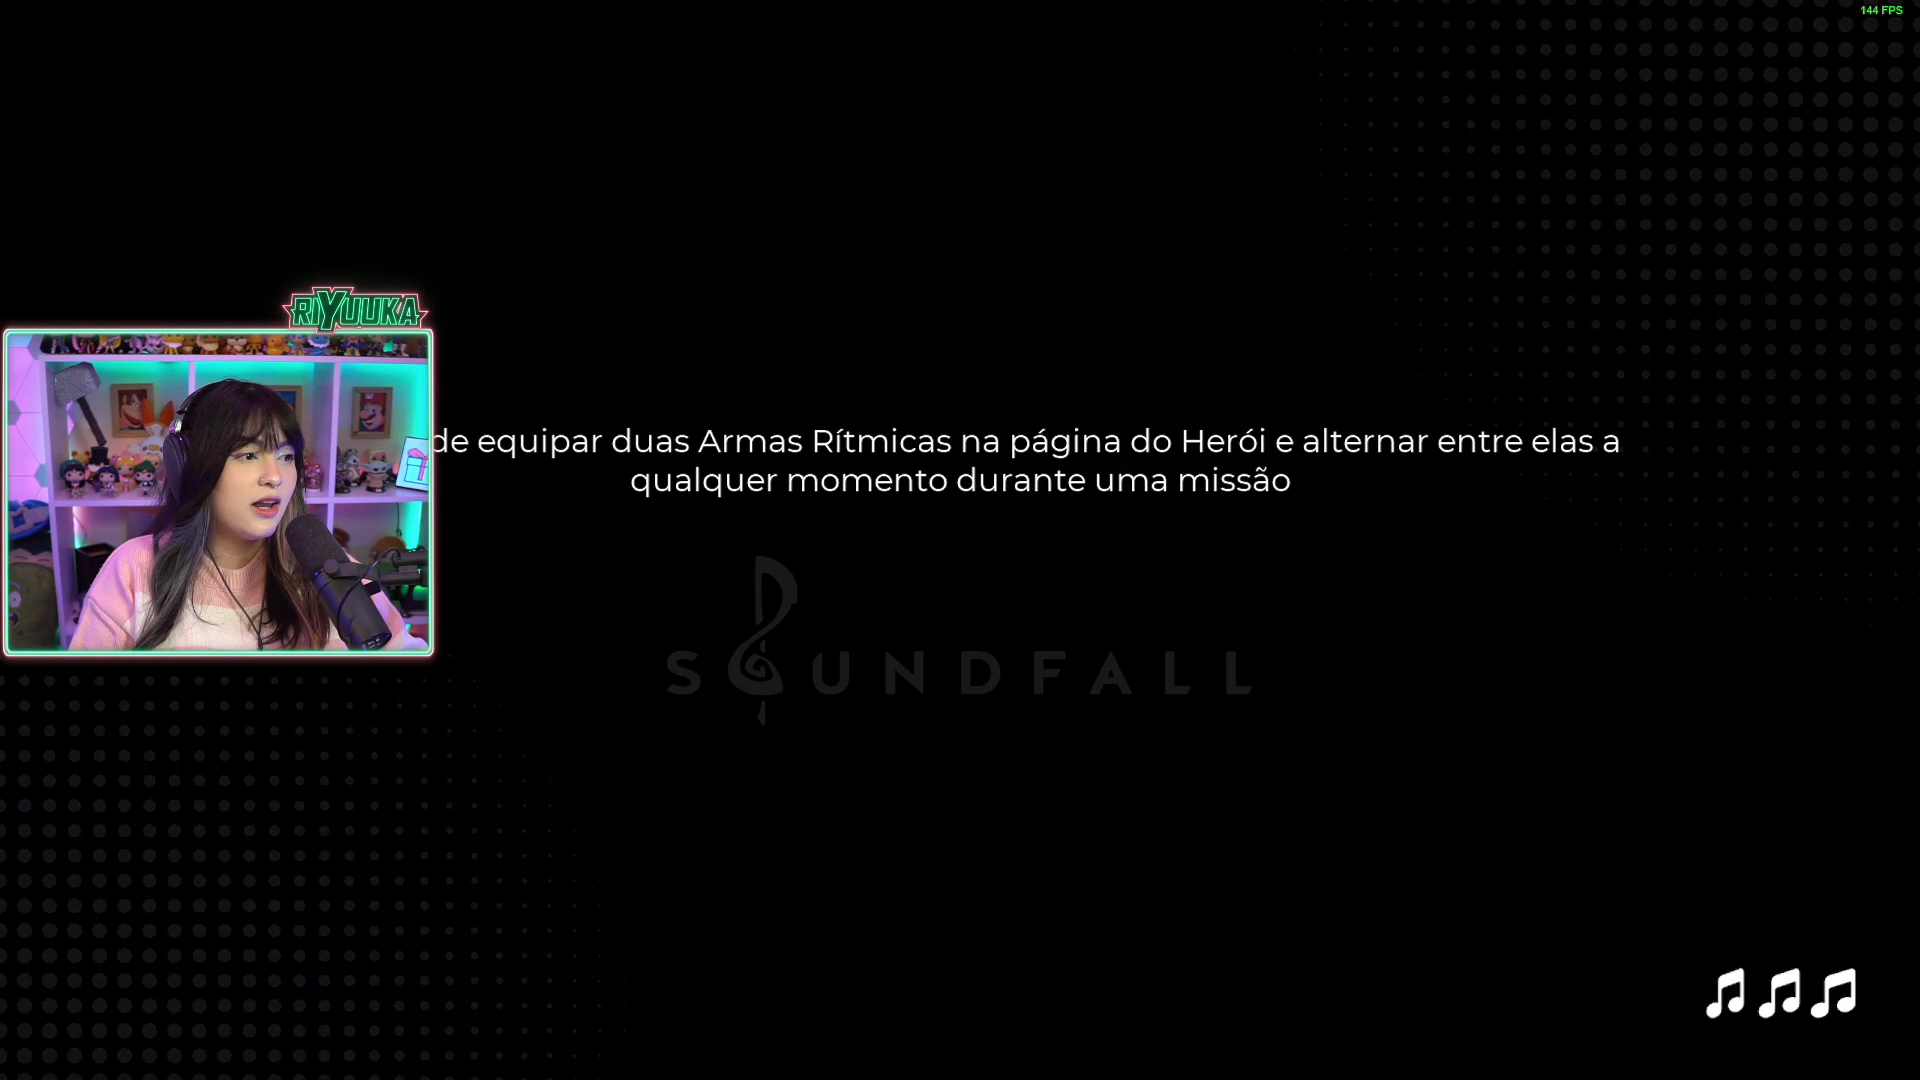 144 FPS
RIYUUKA
de equipar duas Armas Rítmicas na página do Herói e alternar entre elas a
qualquer momento durante uma missão
SOUNDFALL